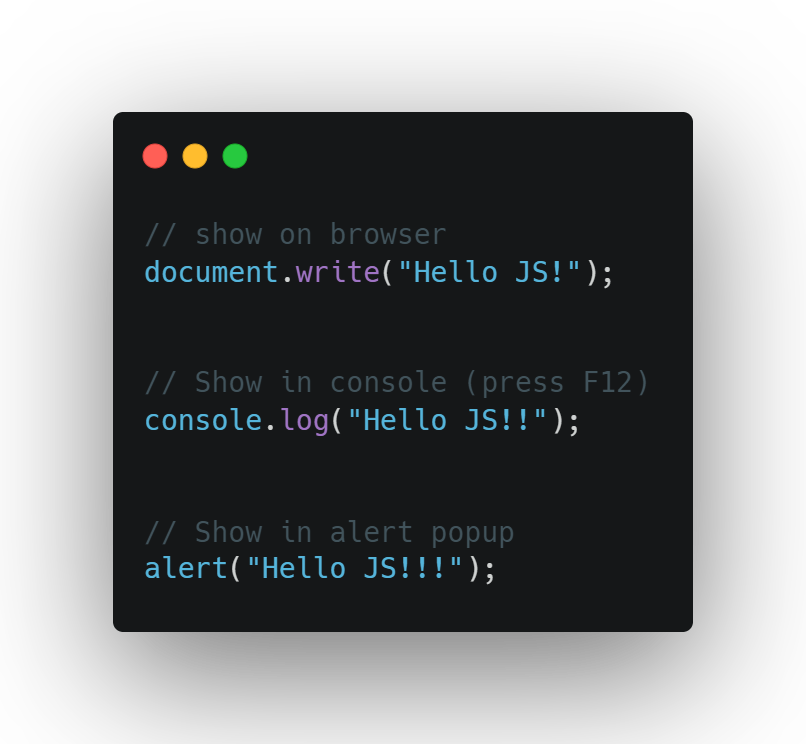 // show on browser
document.write("Hello JS!");
// Show in console (press F12)
console.log("Hello JS!!");
// Show in alert popup
alert("Hello JS!!!");